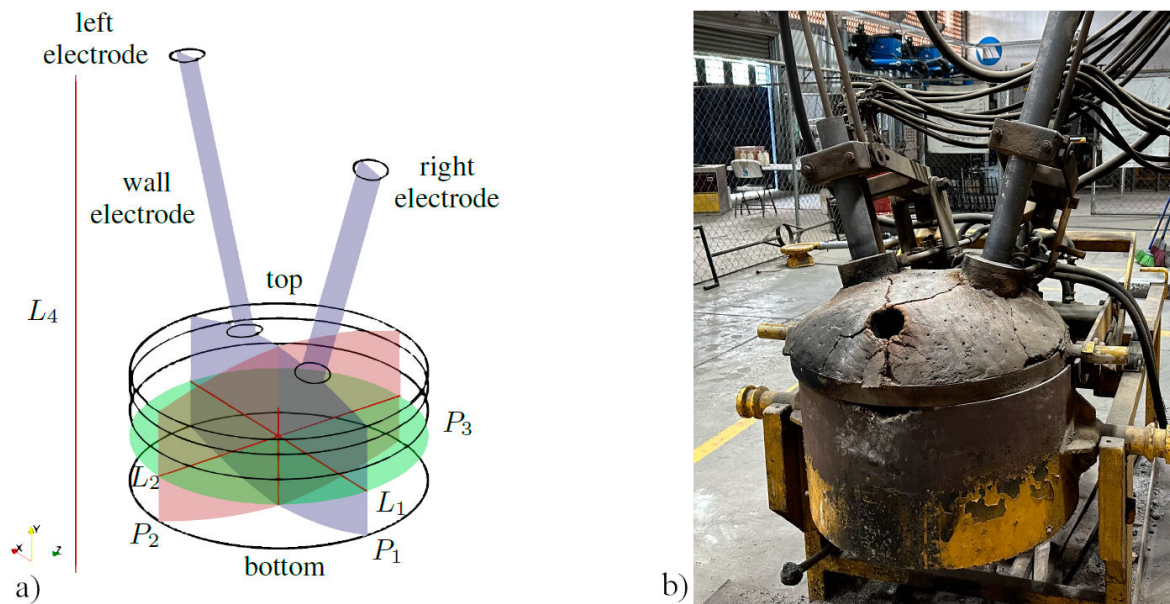 left
electrode
wall
electrode
right
electrode
top
L4
P3
L2
L1
P2
P1
bottom
Y
X
Z
a)
b)